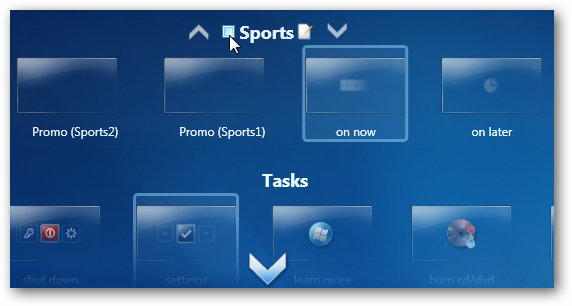 Sports
Promo (Sports2) Promo (Sports1) on now on later
Tasks
shut down settings learn more burn cd/dvd